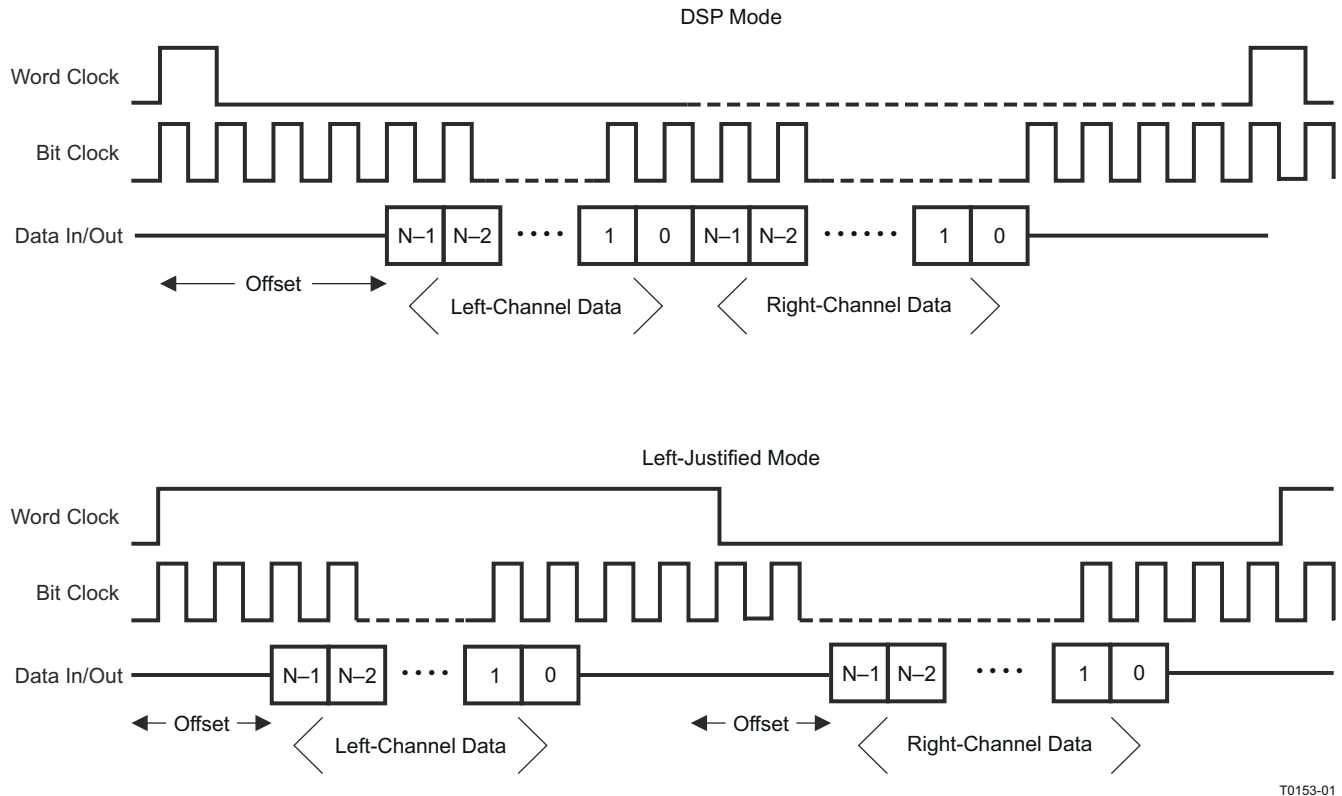 DSP Mode
Word Clock
Bit Clock
Data In/Out
N–1 N–2 •••• 1 0 N–1 N–2 •••••• 1 0
Offset
Left-Channel Data
Right-Channel Data
Left-Justified Mode
Word Clock
Bit Clock
Data In/Out
N–1 N–2 •••• 1 0 N–1 N–2 •••• 1 0
Offset
Offset
Left-Channel Data
Right-Channel Data
T0153-01